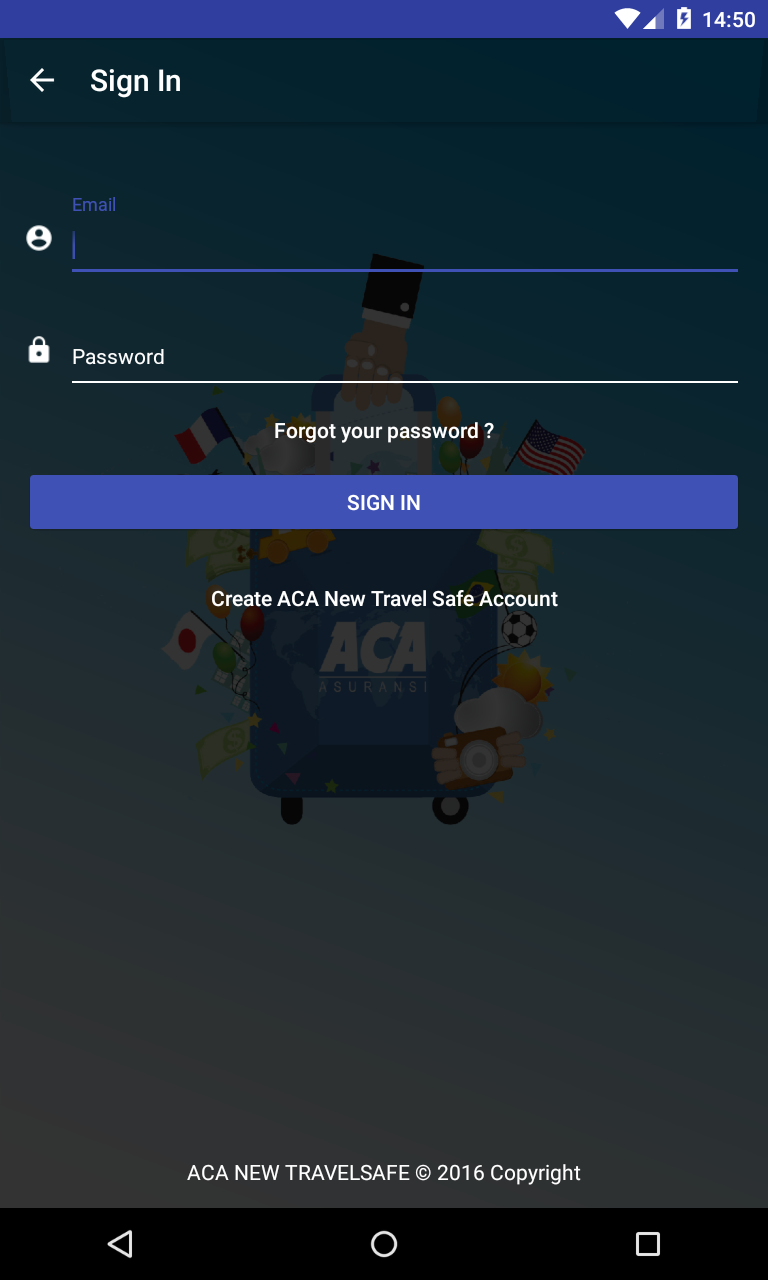 14:50
Sign In
Email
Password
Forgot your password ?
SIGN IN
Create ACA New Travel Safe Account
ACA
ASURANSI
ACA NEW TRAVELSAFE © 2016 Copyright